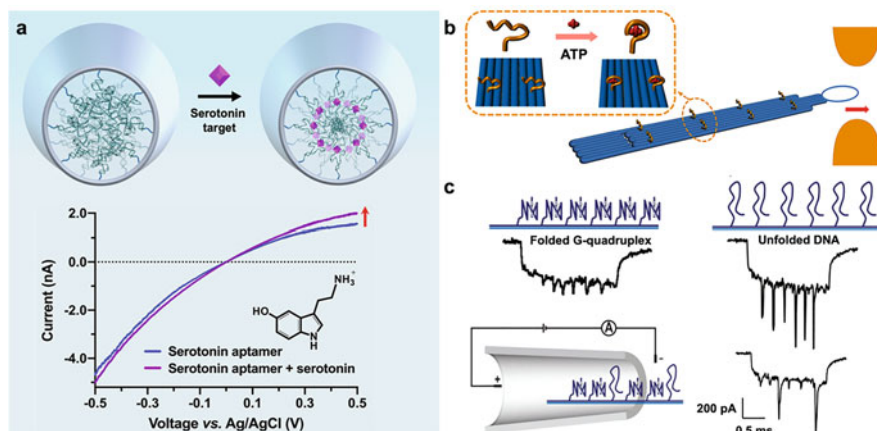 a
Serotonin
target
2.0
0.0
-2.0
-4.0
Current (nA)
HO
NH3+
N
H
Serotonin aptamer
Serotonin aptamer + serotonin
-0.5
-0.3
-0.1
0.1
0.3
0.5
Voltage vs. Ag/AgCl (V)
b
ATP
c
Folded G-quadruplex
Unfolded DNA
A
+
-
200 pA
0.5 ms